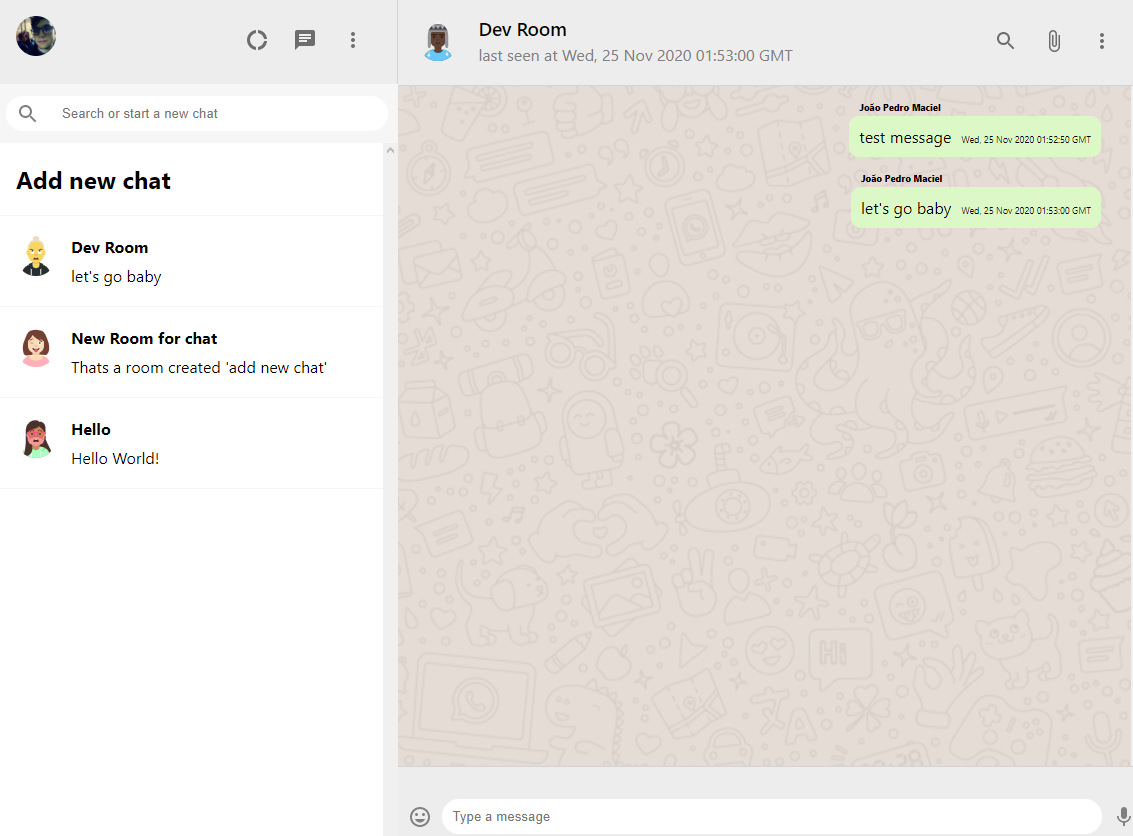 Search or start a new chat
Add new chat
Dev Room
let's go baby
New Room for chat
Thats a room created 'add new chat'
Hello
Hello World!
Dev Room
last seen at Wed, 25 Nov 2020 01:53:00 GMT
João Pedro Maciel
test message Wed, 25 Nov 2020 01:52:50 GMT
João Pedro Maciel
let's go baby Wed, 25 Nov 2020 01:53:00 GMT
Hi
Type a message